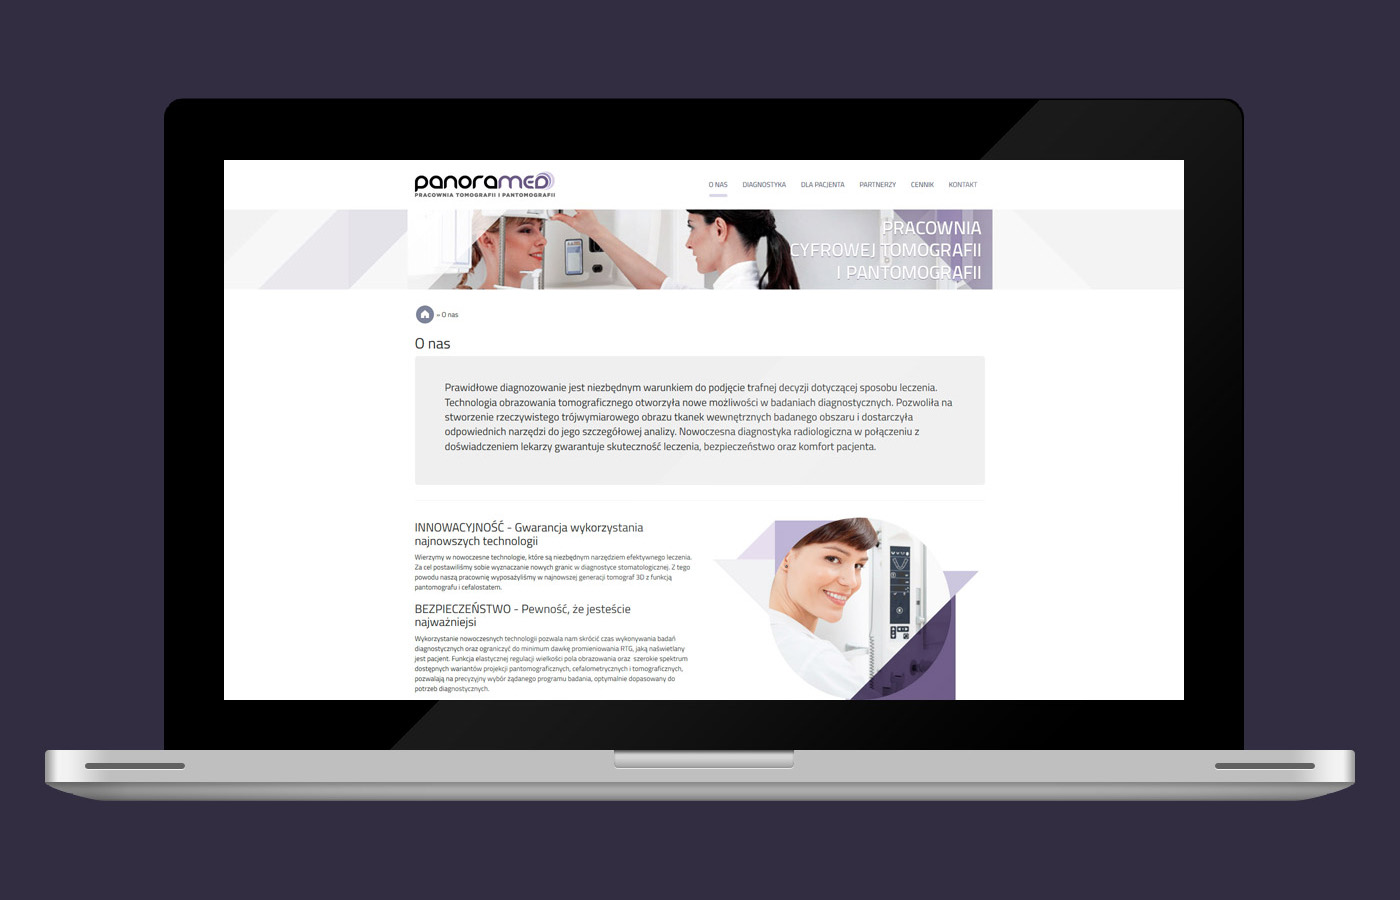 panoramed
PRACOWNIA TOMOGRAFII I PANTOMOGRAFII
O NAS DIAGNOSTYKA DLA PACJENTA PARTNERZY CENNIK KONTAKT
PRACOWNIA
CYFROWEJ TOMOGRAFII
I PANTOMOGRAFII
» O nas
O nas
Prawidłowe diagnozowanie jest niezbędnym warunkiem do podjęcie trafnej decyzji dotyczącej sposobu leczenia.
Technologia obrazowania tomograficznego otworzyła nowe możliwości w badaniach diagnostycznych. Pozwoliła na
stworzenie rzeczywistego trójwymiarowego obrazu tkanek wewnętrznych badanego obszaru i dostarczyła
odpowiednich narzędzi do jego szczegółowej analizy. Nowoczesna diagnostyka radiologiczna w połączeniu z
doświadczeniem lekarzy gwarantuje skuteczność leczenia, bezpieczeństwo oraz komfort pacjenta.
INNOWACYJNOŚĆ - Gwarancja wykorzystania
najnowszych technologii
Wierzymy w nowoczesne technologie, które są niezbędnym narzędziem efektywnego leczenia.
Za cel postawiliśmy sobie wyznaczanie nowych granic w diagnostyce stomatologicznej. Z tego
powodu naszą pracownię wyposażyliśmy w najnowszej generacji tomograf 3D z funkcją
pantomografu i cefalostatem.
BEZPIECZEŃSTWO - Pewność, że jesteście
najważniejsi
Wykorzystanie nowoczesnych technologii pozwala nam skrócić czas wykonywania badań
diagnostycznych oraz ograniczyć do minimum dawkę promieniowania RTG, jaką naświetlany
jest pacjent. Funkcja elastycznej regulacji wielkości pola obrazowania oraz szerokie spektrum
dostępnych wariantów projekcji pantomograficznych, cefalometrycznych i tomograficznych,
pozwalają na precyzyjny wybór żądanego programu badania, optymalnie dopasowany do
potrzeb diagnostycznych.